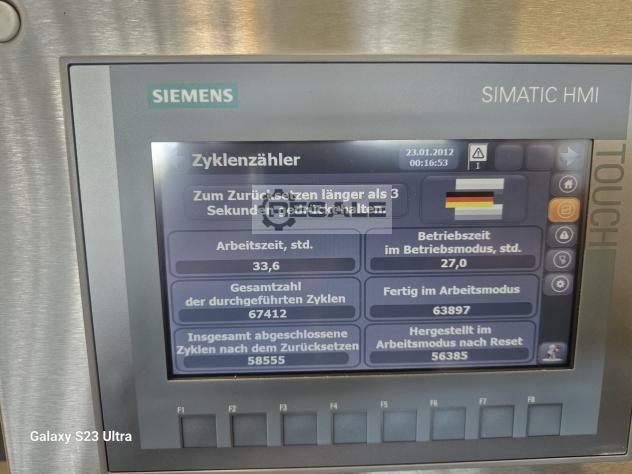 SIEMENS
SIMATIC HMI
TOUCH
Zyklenzähler
23.01.2012
00:16:53
1
Zum Zurücksetzen länger als 3
Sekunden gedrückt halten.
Arbeitszeit, std.
33,6
Betriebszeit
im Betriebsmodus, std.
27,0
Gesamtzahl
der durchgeführten Zyklen
67412
Fertig im Arbeitsmodus
63897
Insgesamt abgeschlossene
Zyklen nach dem Zurücksetzen
58555
Hergestellt im
Arbeitsmodus nach Reset
56385
F1 F2 F3 F4 F5 F6 F7 F8
Galaxy S23 Ultra